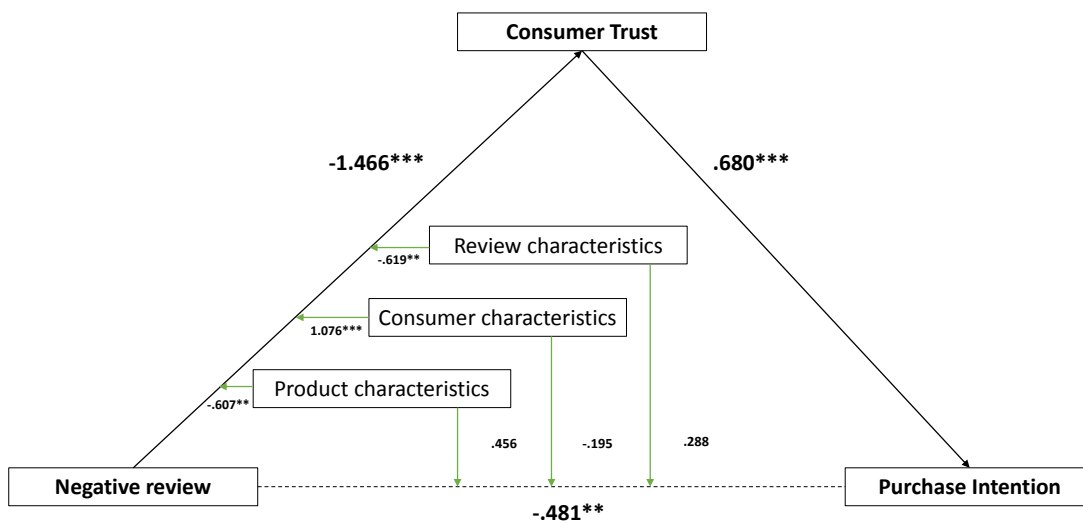 Consumer Trust
-1.466***
.680***
Review characteristics
-.619**
Consumer characteristics
1.076***
Product characteristics
-.607**
.456
-.195
.288
Negative review
Purchase Intention
-.481**